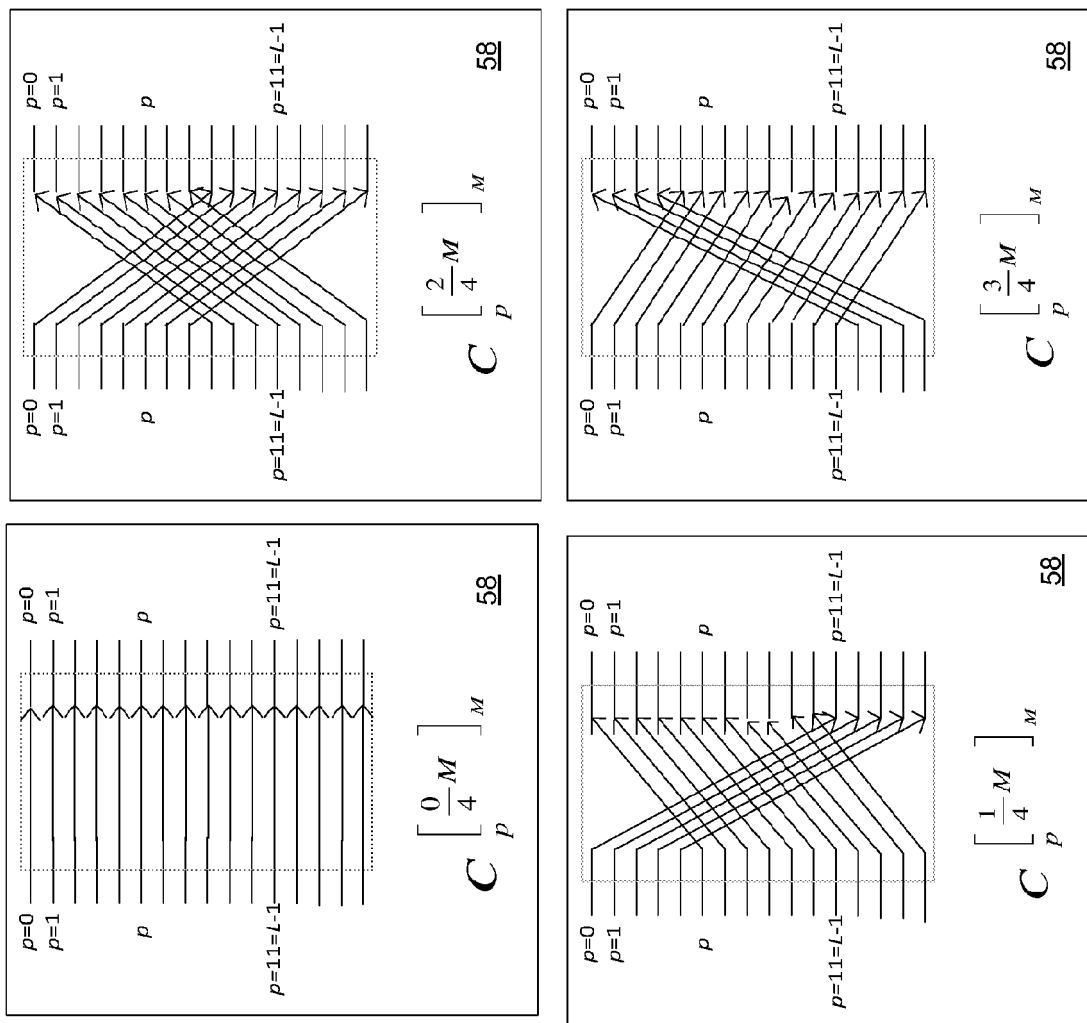 p=0 p=0
p=1 p=1
p p
p=11=L-1 p=11=L-1
C p [0/4 M] M
58
p=0 p=0
p=1 p=1
p p
p=11=L-1 p=11=L-1
C p [2/4 M] M
58
p=0 p=0
p=1 p=1
p p
p=11=L-1 p=11=L-1
C p [1/4 M] M
58
p=0 p=0
p=1 p=1
p p
p=11=L-1 p=11=L-1
C p [3/4 M] M
58